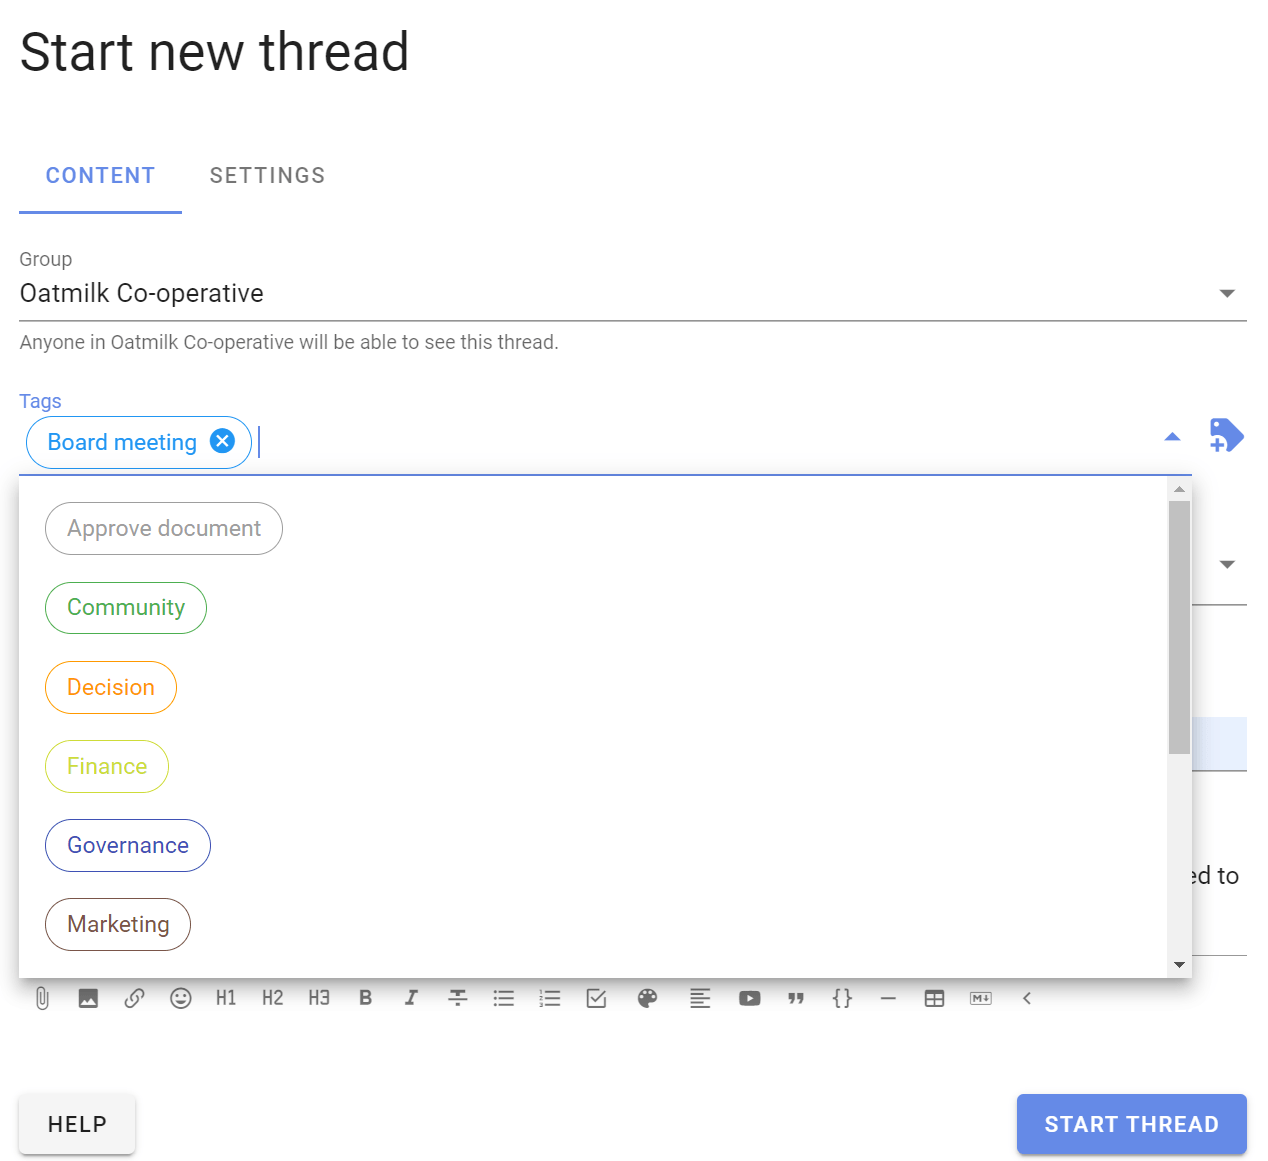 Start new thread
CONTENT SETTINGS
Group
Oatmilk Co-operative
Anyone in Oatmilk Co-operative will be able to see this thread.
Tags
Board meeting
Approve document
Community
Decision
Finance
Governance
ed to
Marketing
H1 H2 H3 B I
HELP START THREAD